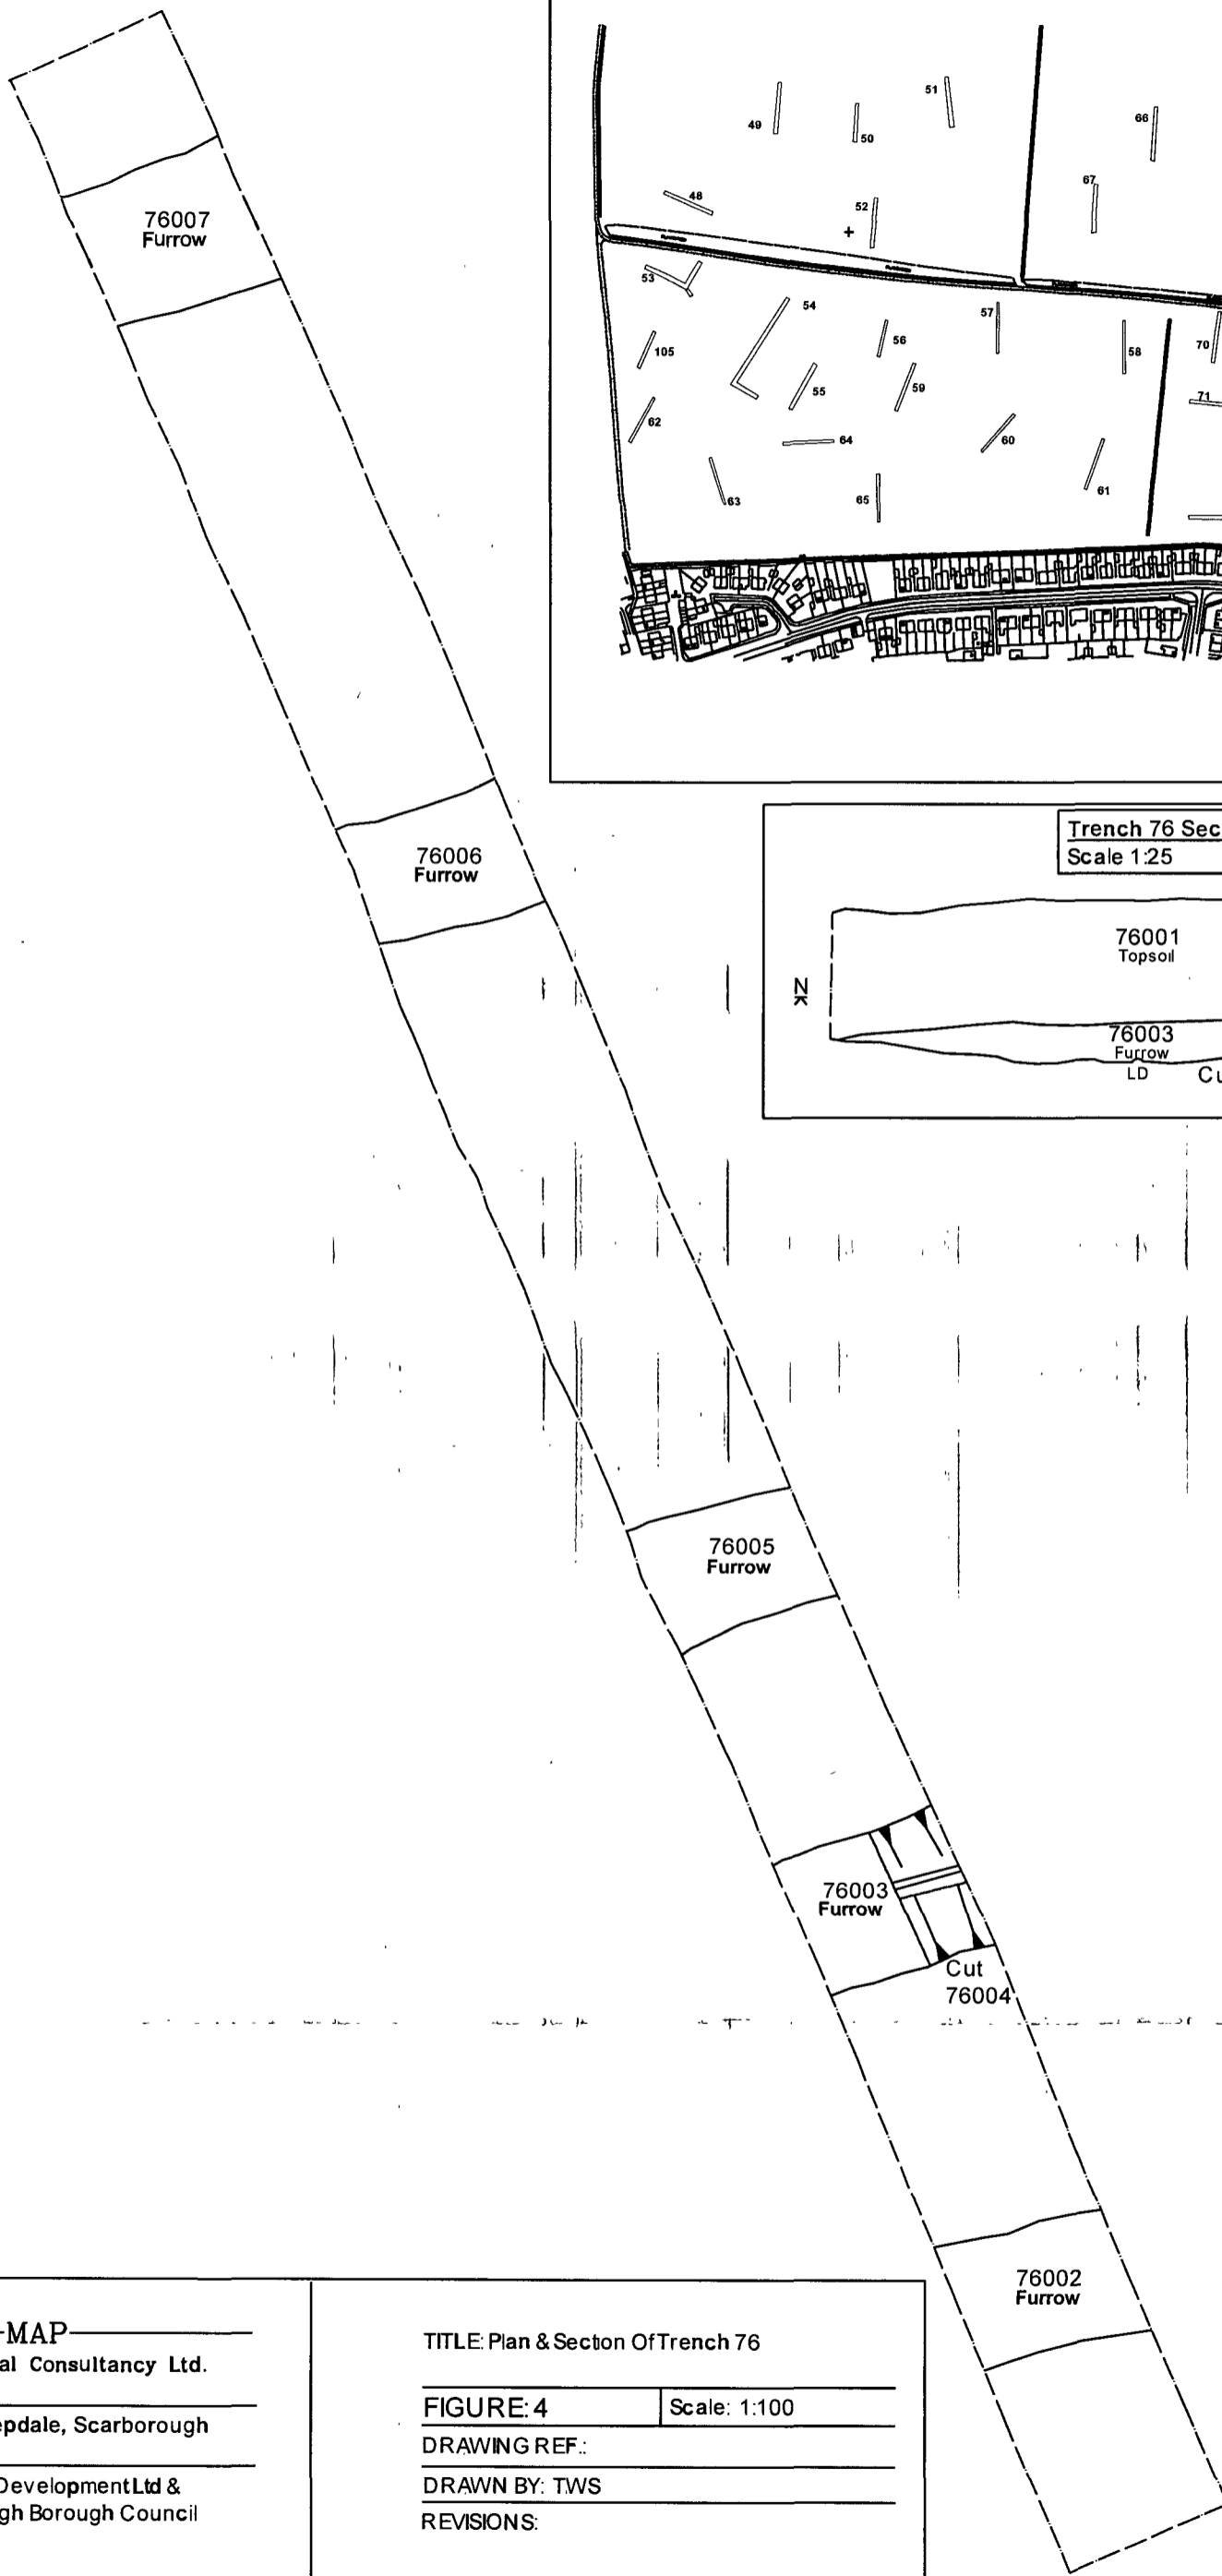 51
49
50
66
67
48
52
53
54
57
56
58
70
105
55
59
71
62
64
60
63
65
61
76007
Furrow
76006
Furrow
Trench 76 Sec
Scale 1:25
76001
Topsoil
76003
Furrow
LD
Cu
76005
Furrow
76003
Furrow
Cut
76004
76002
Furrow
-MAP
al Consultancy Ltd.
epdale, Scarborough
Development Ltd &
gh Borough Council
TITLE: Plan & Section Of Trench 76
FIGURE: 4
Scale: 1:100
DRAWING REF.:
DRAWN BY: TWS
REVISIONS: